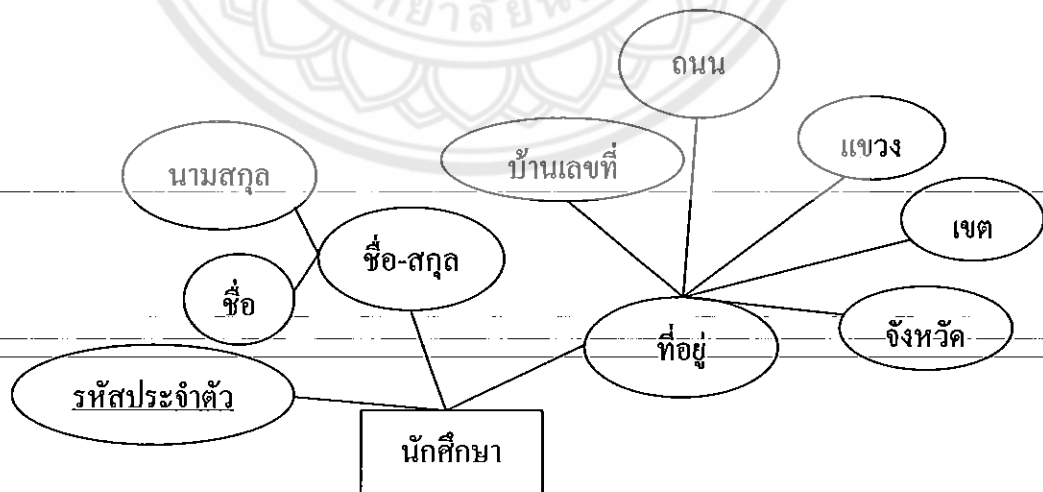 ถนน
แขวง
บ้านเลขที่
นามสกุล
เขต
ชื่อ-สกุล
ชื่อ
จังหวัด
ที่อยู่
รหัสประจำตัว
นักศึกษา